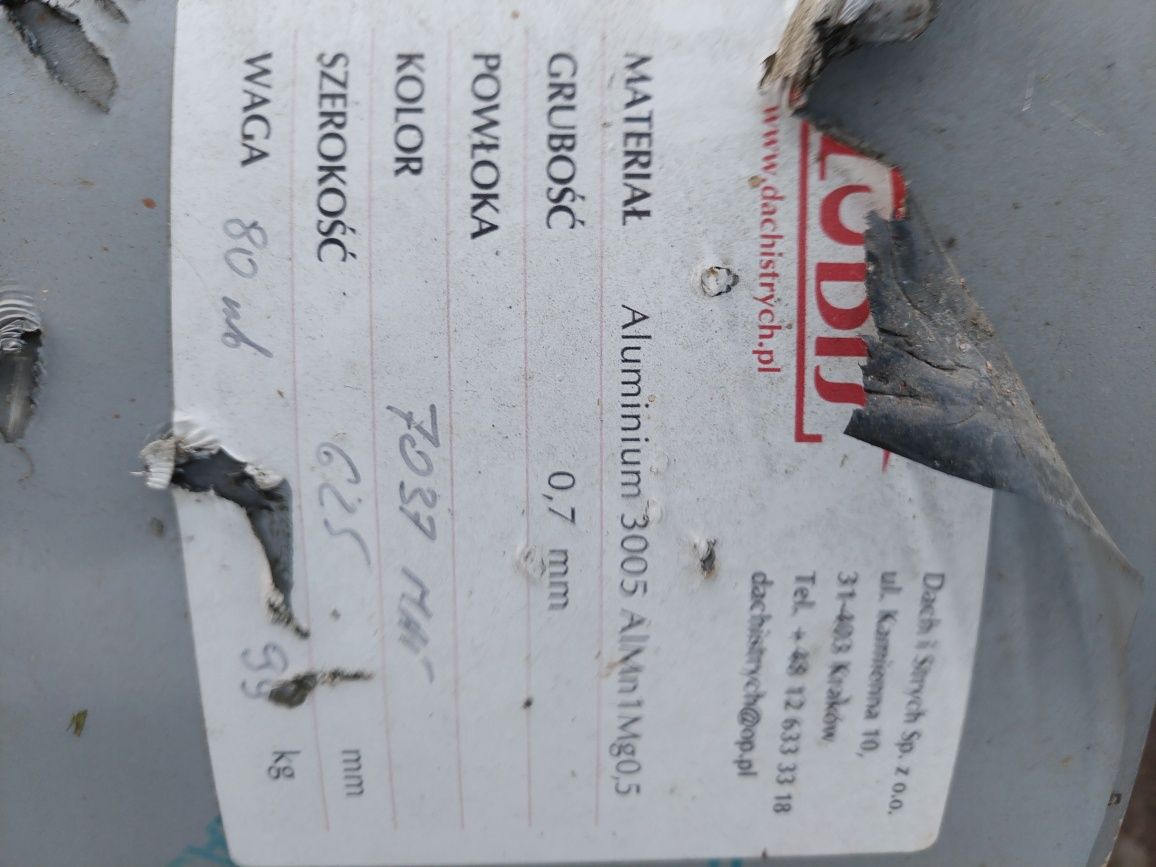 LUDIS
www.dachistrych.pl
Dach i Strych Sp. z o.o.
ul. Kamienna 10,
31-403 Kraków
Tel. +48 12 633 33 18
dachistrych@op.pl
MATERIAŁ Aluminium 3005 AlMn1Mg0,5
GRUBOŚĆ 0,7 mm
POWŁOKA
KOLOR 7037
SZEROKOŚĆ 625 mm
WAGA 80 mb kg